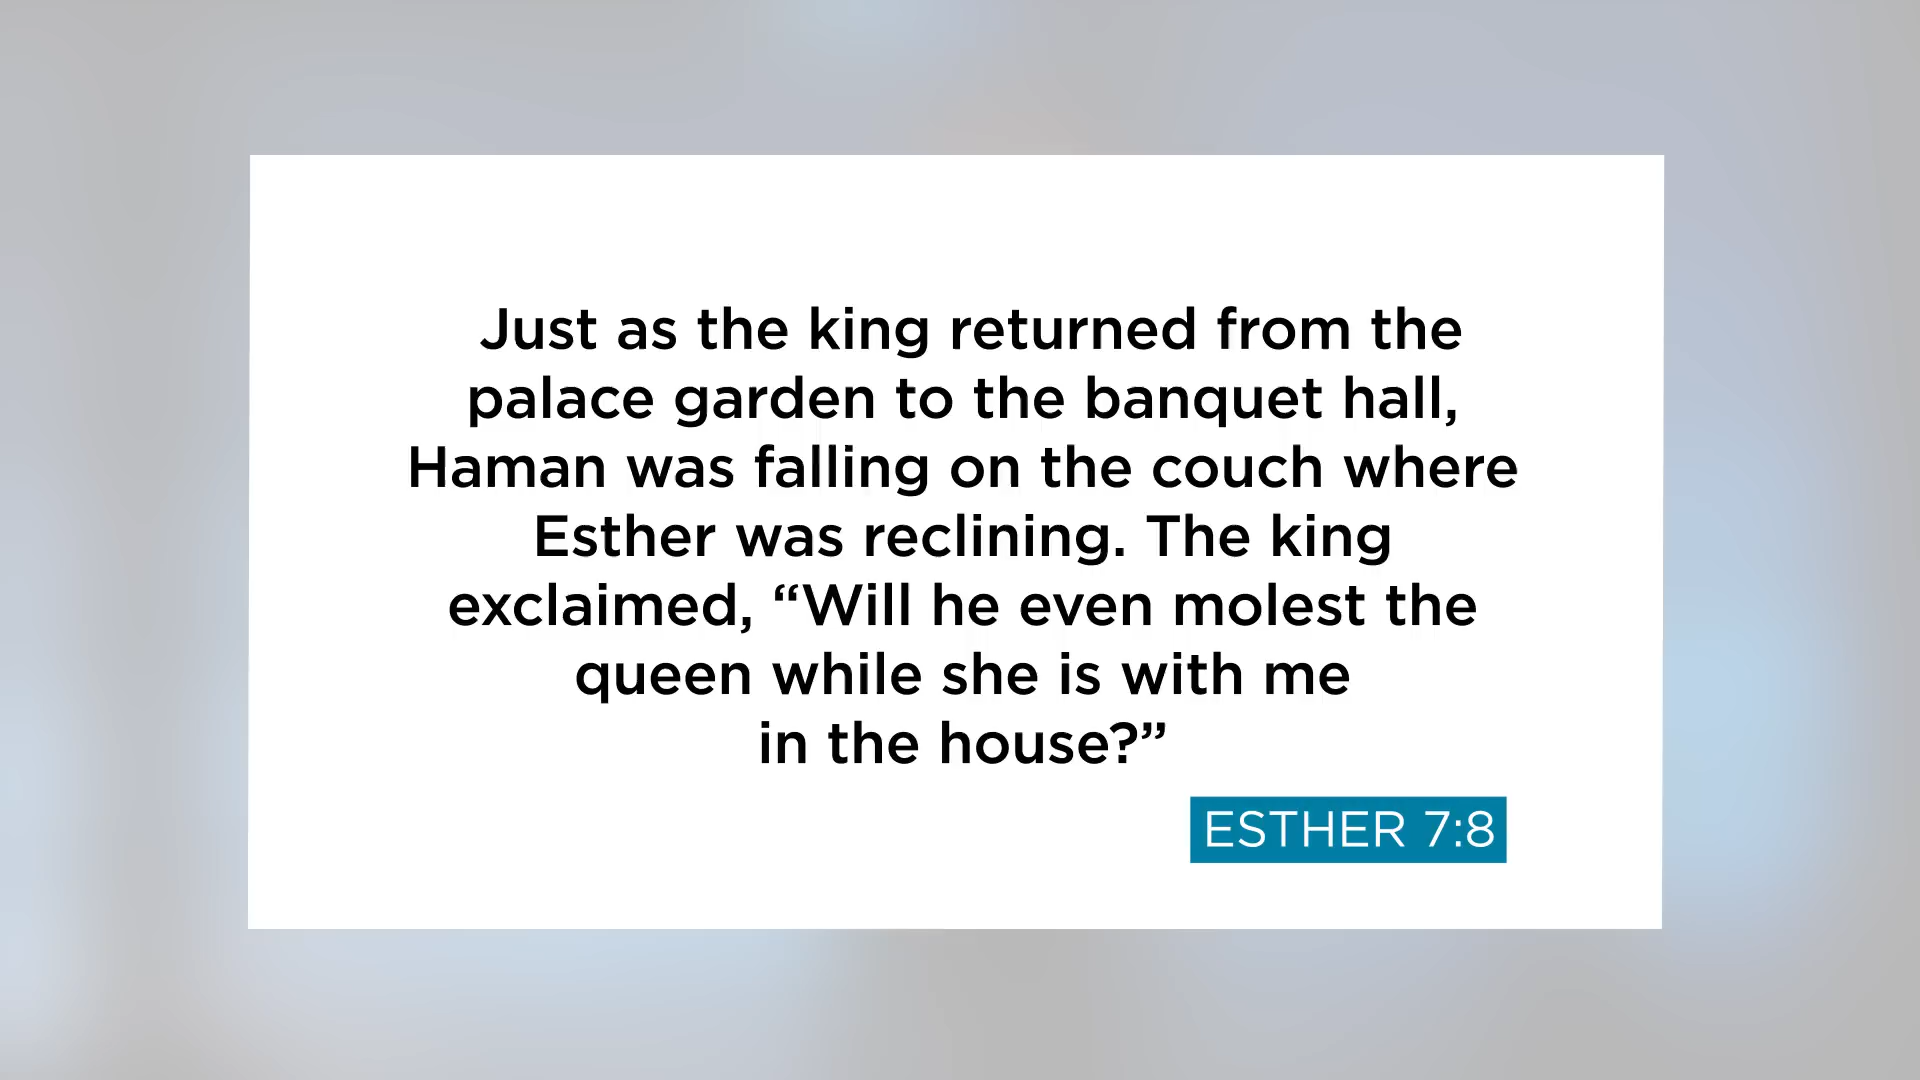 Just as the king returned from the
palace garden to the banquet hall,
Haman was falling on the couch where
Esther was reclining. The king
exclaimed, “Will he even molest the
queen while she is with me
in the house?”
ESTHER 7:8